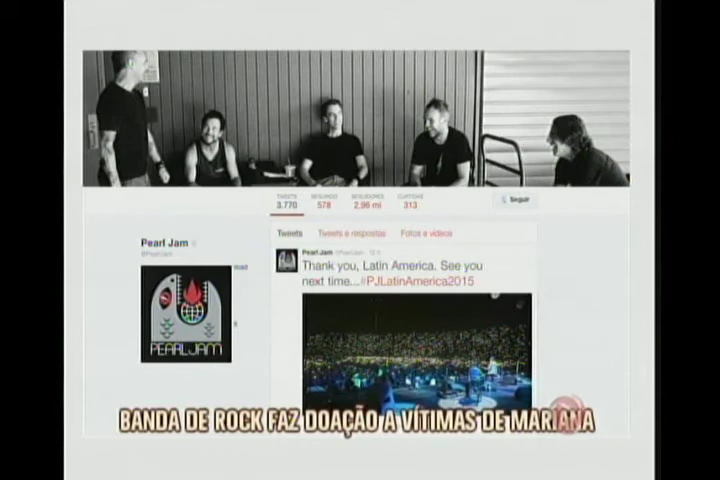 TWEETS SEGUINDO SEGUIDORES CURTIDAS
3.770 578 2,96 mi 313
Seguir
Tweets Tweets e respostas Fotos e vídeos
Pearl Jam
@PearlJam
Pearl Jam @PearlJam
Thank you, Latin America. See you
next time...#PJLatinAmerica2015
PEARL JAM
BANDA DE ROCK FAZ DOAÇÃO A VÍTIMAS DE MARIANA